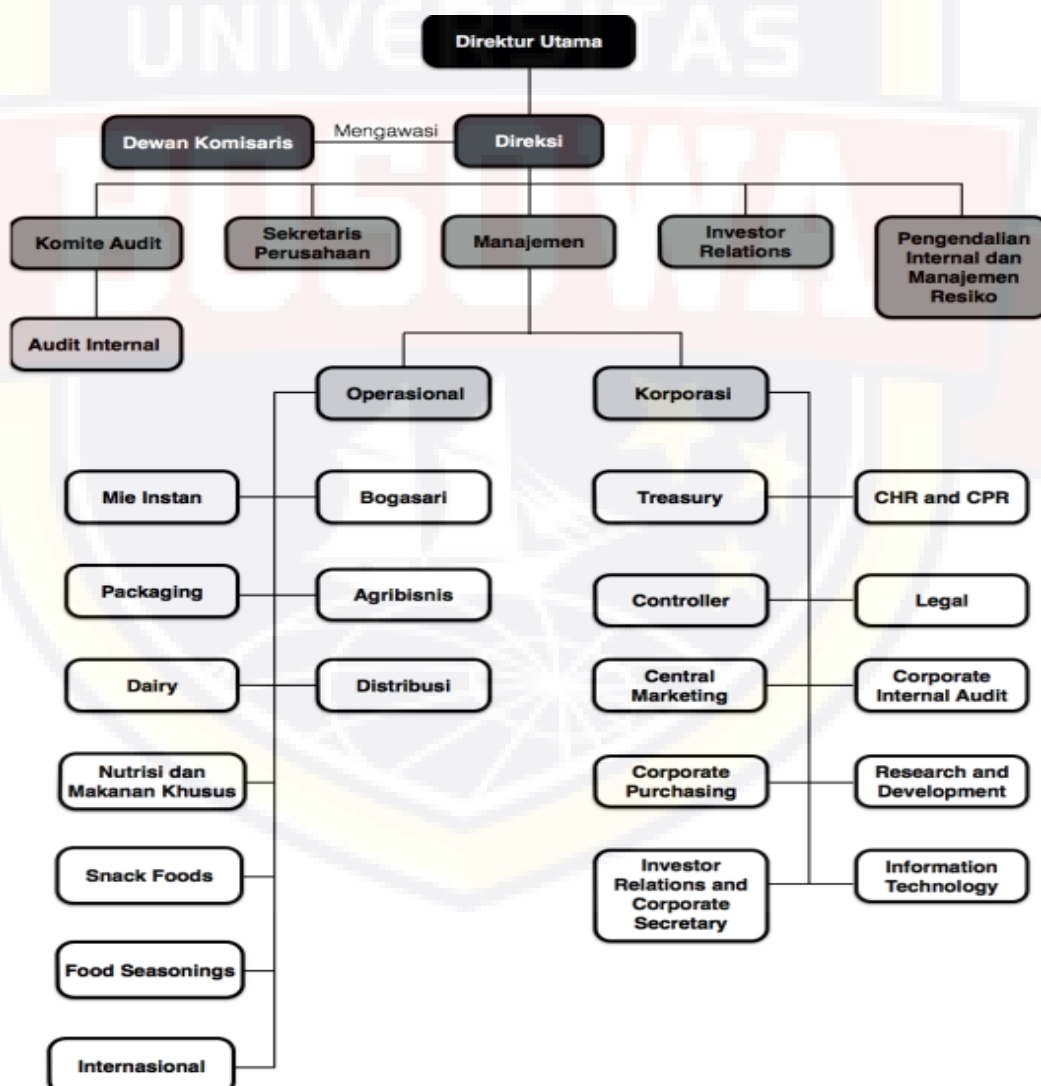 UNIVERSITAS
BOSOWA
Direktur Utama
Dewan Komisaris
Mengawasi
Direksi
Komite Audit
Sekretaris
Perusahaan
Manajemen
Investor
Relations
Pengendalian
Internal dan
Manajemen
Resiko
Audit Internal
Operasional
Korporasi
Mie Instan
Bogasari
Treasury
CHR and CPR
Packaging
Agribisnis
Controller
Legal
Dairy
Distribusi
Central
Marketing
Corporate
Internal Audit
Nutrisi dan
Makanan Khusus
Corporate
Purchasing
Research and
Development
Snack Foods
Investor
Relations and
Corporate
Secretary
Information
Technology
Food Seasonings
Internasional